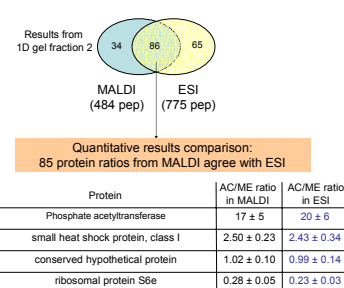 Results from
1D gel fraction 2
34
86
65
MALDI
(484 pep)
ESI
(775 pep)
Quantitative results comparison:
85 protein ratios from MALDI agree with ESI
Protein
AC/ME ratio
in MALDI
AC/ME ratio
in ESI
Phosphate acetyltransferase
17 ± 5
20 ± 6
small heat shock protein, class I
2.50 ± 0.23
2.43 ± 0.34
conserved hypothetical protein
1.02 ± 0.10
0.99 ± 0.14
ribosomal protein S6e
0.28 ± 0.05
0.23 ± 0.03